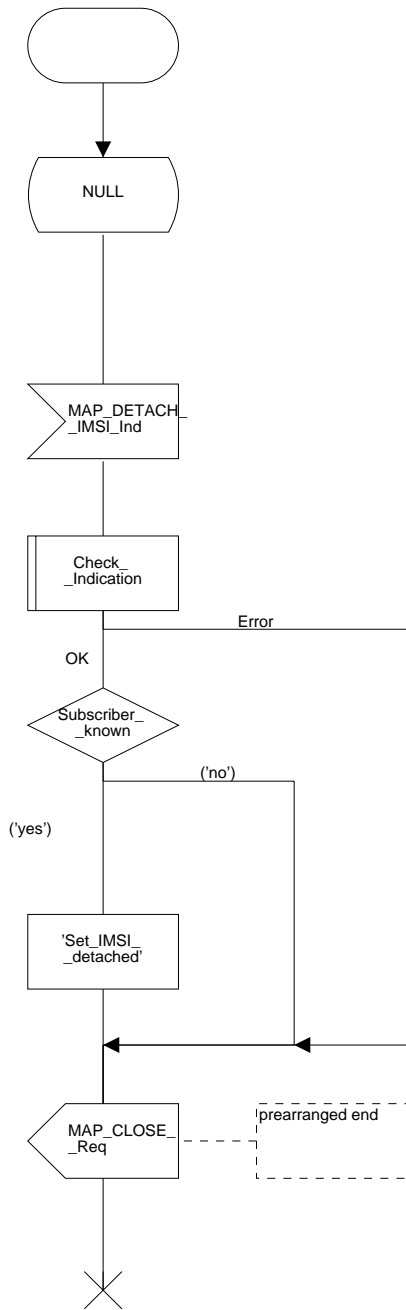 NULL
MAP_DETACH_
_IMSI_Ind
Check_
_Indication
Error
OK
Subscriber_
_known
('no')
('yes')
'Set_IMSI_
_detached'
prearranged end
MAP_CLOSE_
_Req